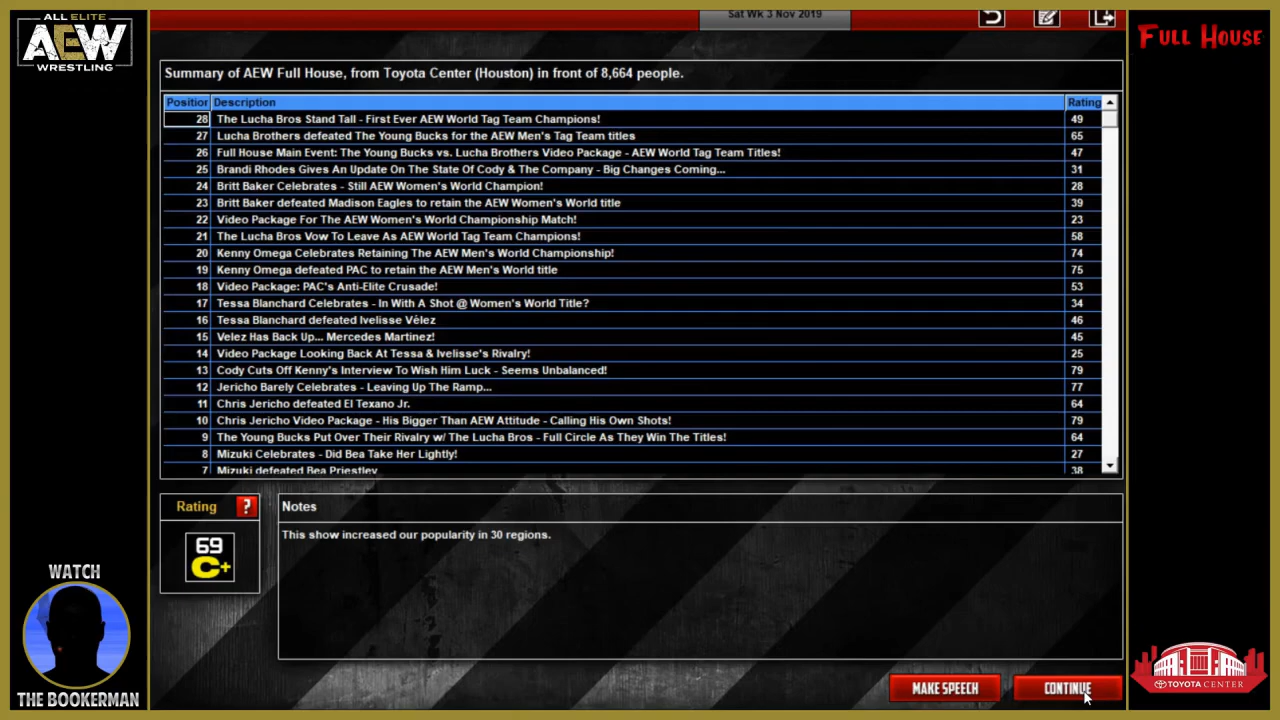 ALL ELITE
AEW
WRESTLING
Sat Wk 3 Nov 2019
FULL HOUSE
Summary of AEW Full House, from Toyota Center (Houston) in front of 8,664 people.
Position Description Rating
28 The Lucha Bros Stand Tall - First Ever AEW World Tag Team Champions! 49
27 Lucha Brothers defeated The Young Bucks for the AEW Men's Tag Team titles 65
26 Full House Main Event: The Young Bucks vs. Lucha Brothers Video Package - AEW World Tag Team Titles! 47
25 Brandi Rhodes Gives An Update On The State Of Cody & The Company - Big Changes Coming... 31
24 Britt Baker Celebrates - Still AEW Women's World Champion! 28
23 Britt Baker defeated Madison Eagles to retain the AEW Women's World title 39
22 Video Package For The AEW Women's World Championship Match! 23
21 The Lucha Bros Vow To Leave As AEW World Tag Team Champions! 58
20 Kenny Omega Celebrates Retaining The AEW Men's World Championship! 74
19 Kenny Omega defeated PAC to retain the AEW Men's World title 75
18 Video Package: PAC's Anti-Elite Crusade! 53
17 Tessa Blanchard Celebrates - In With A Shot @ Women's World Title? 34
16 Tessa Blanchard defeated Ivelisse Vélez 46
15 Velez Has Back Up... Mercedes Martinez! 45
14 Video Package Looking Back At Tessa & Ivelisse's Rivalry! 25
13 Cody Cuts Off Kenny's Interview To Wish Him Luck - Seems Unbalanced! 79
12 Jericho Barely Celebrates - Leaving Up The Ramp... 77
11 Chris Jericho defeated El Texano Jr. 64
10 Chris Jericho Video Package - His Bigger Than AEW Attitude - Calling His Own Shots! 79
9 The Young Bucks Put Over Their Rivalry w/ The Lucha Bros - Full Circle As They Win The Titles! 64
8 Mizuki Celebrates - Did Bea Take Her Lightly! 27
7 Mizuki defeated Bea Priestley 38
Rating ?
69
C+
Notes
This show increased our popularity in 30 regions.
WATCH
THE BOOKERMAN
MAKE SPEECH
CONTINUE
TOYOTA CENTER